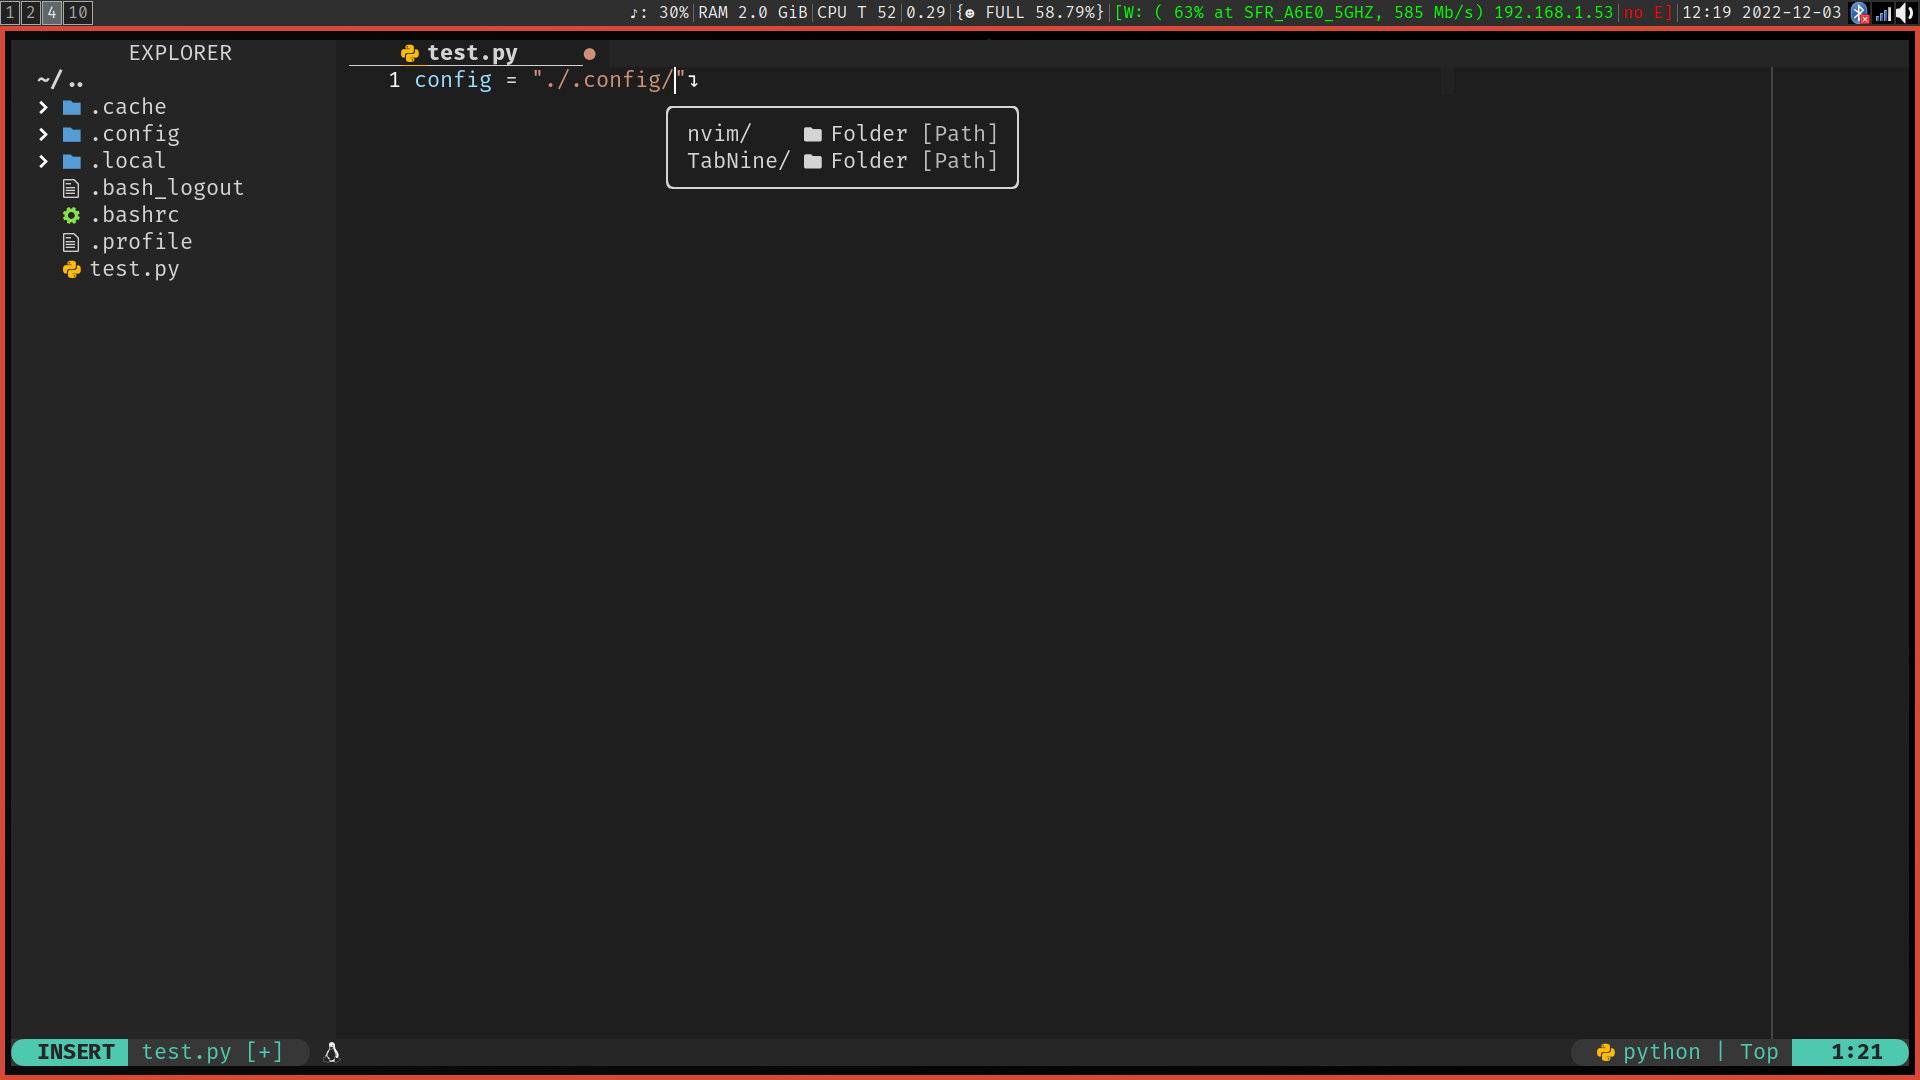 1 2 4 10 ♪: 30%|RAM 2.0 GiB|CPU T 52|0.29|{☻ FULL 58.79%}|[W: ( 63% at SFR_A6E0_5GHZ, 585 Mb/s) 192.168.1.53|no E]|12:19 2022-12-03
EXPLORER
test.py ●
~/..
1 config = "./.config/"↴
.cache
.config
nvim/ Folder [Path]
.local
TabNine/ Folder [Path]
.bash_logout
.bashrc
.profile
test.py
INSERT test.py [+] python | Top 1:21